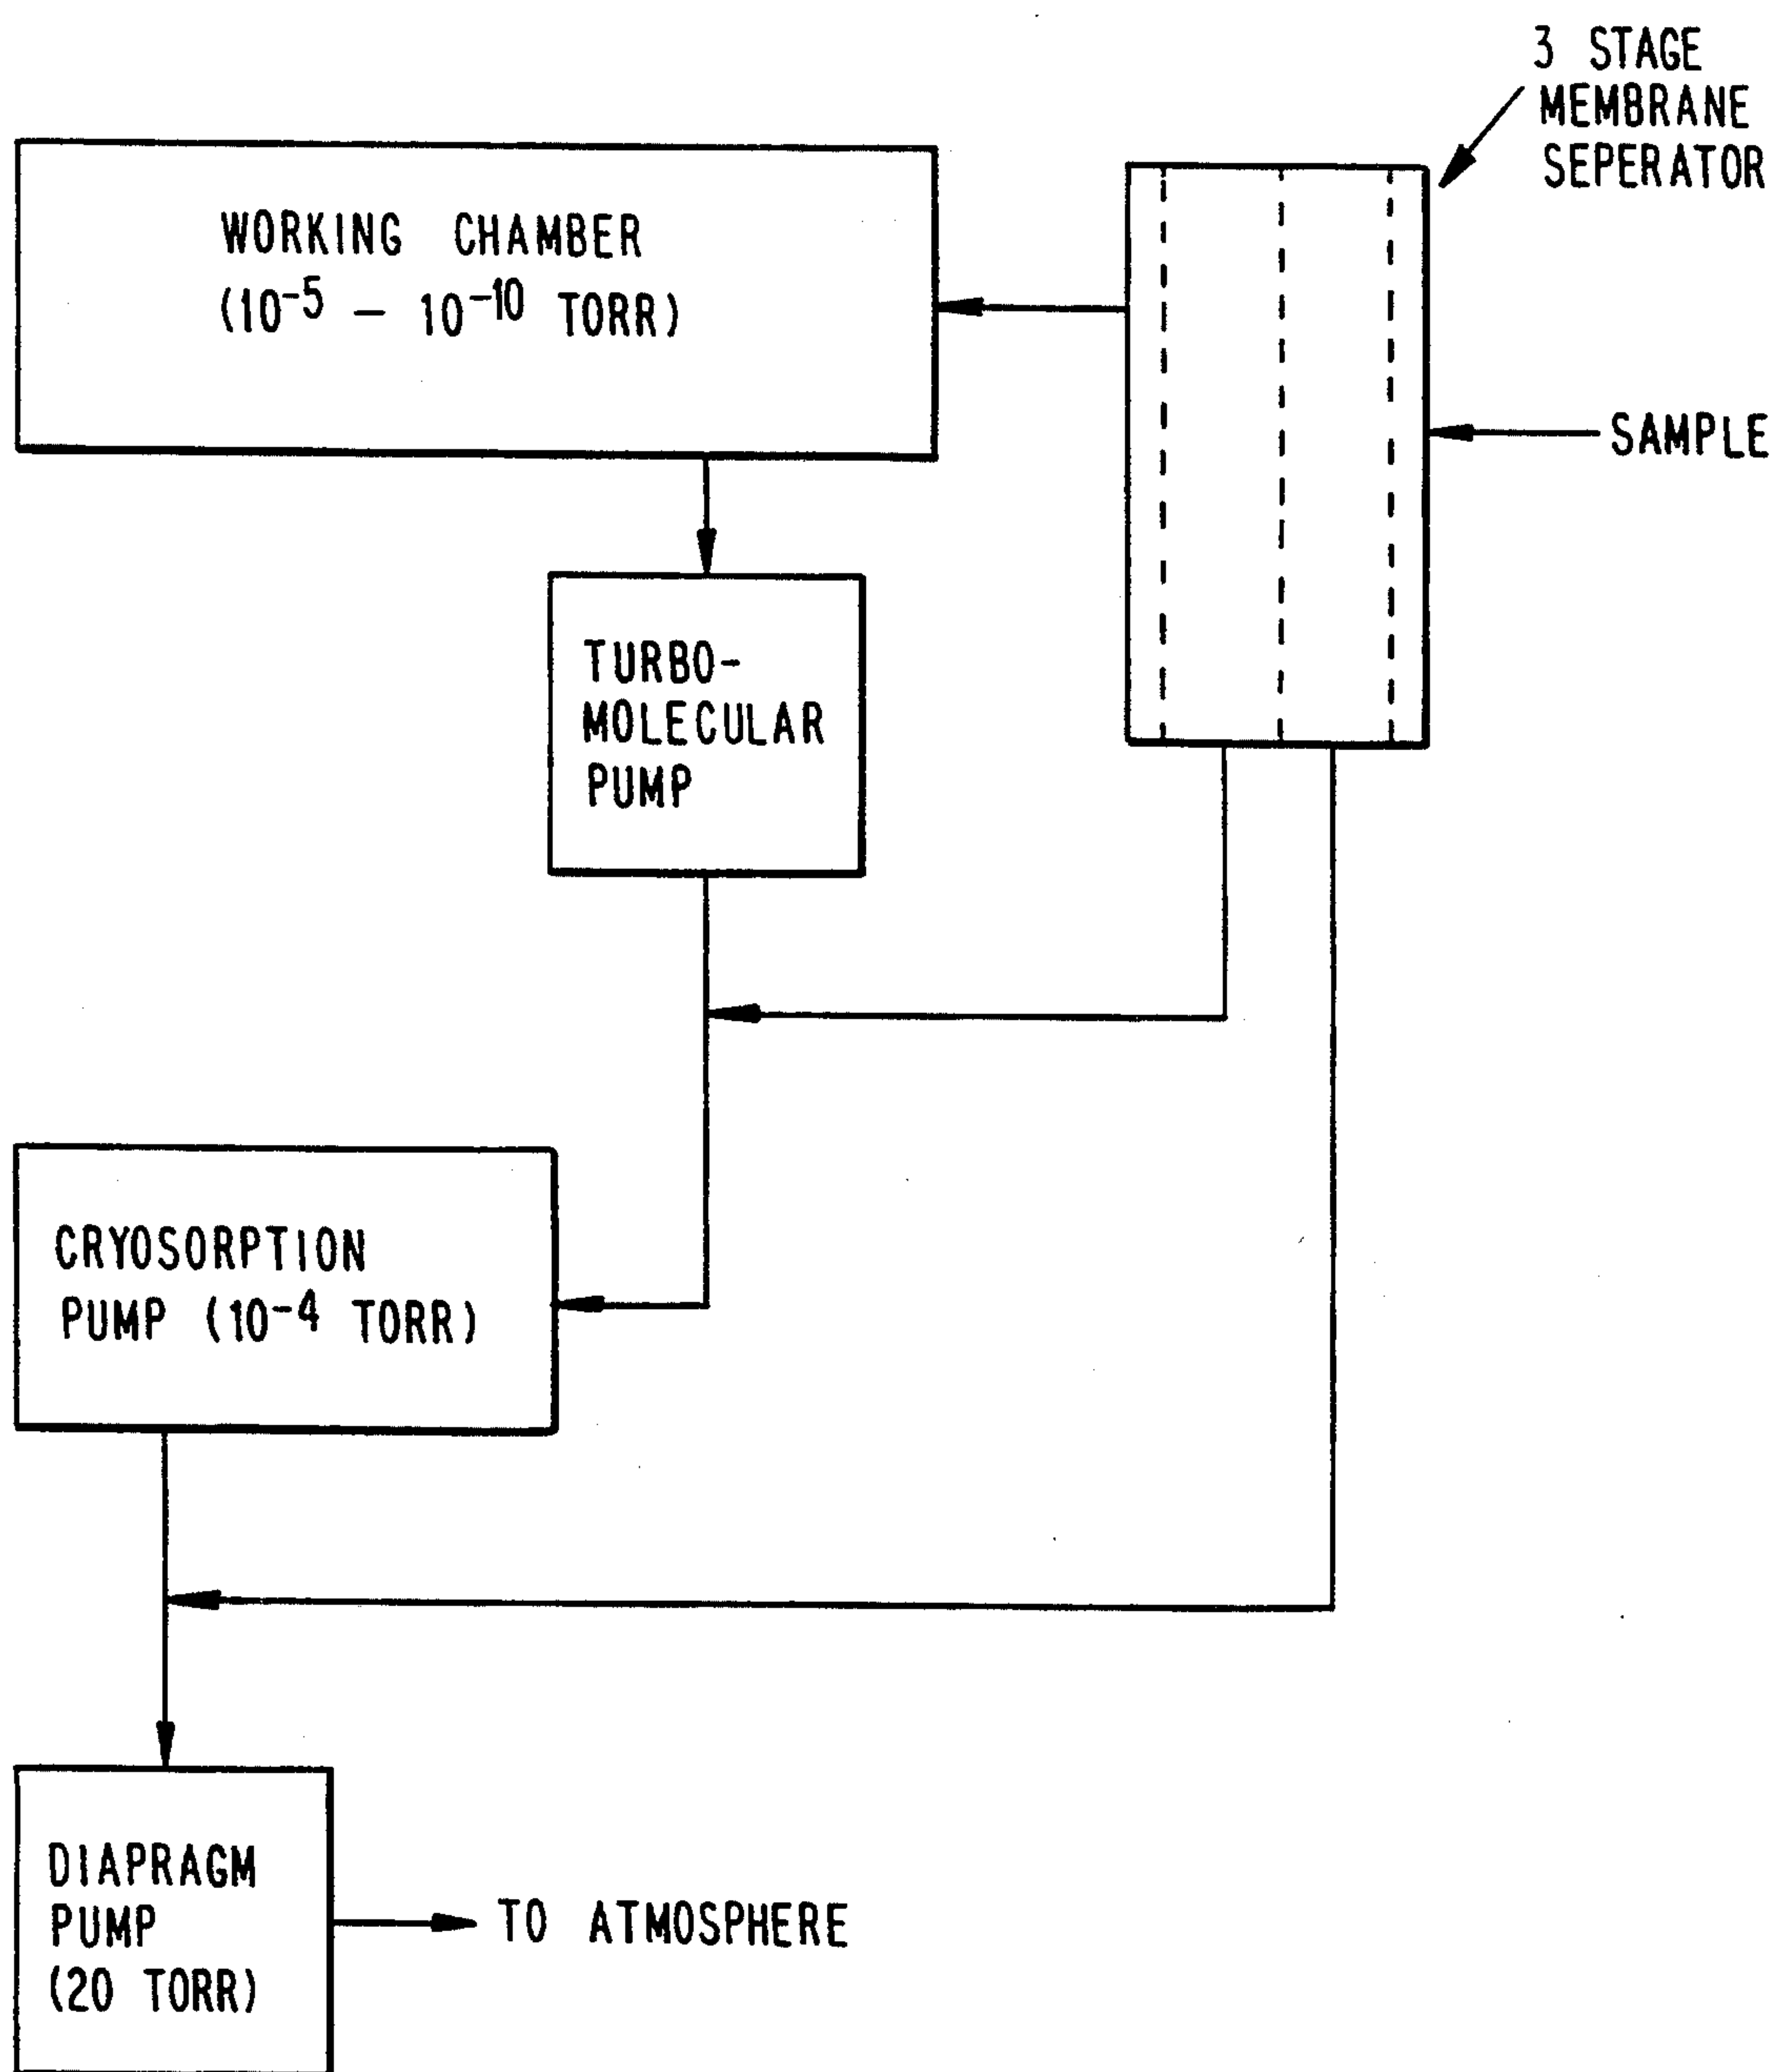 3 STAGE
MEMBRANE
SEPERATOR
WORKING CHAMBER
(10⁻⁵ – 10⁻¹⁰ TORR)
SAMPLE
TURBO-
MOLECULAR
PUMP
CRYOSORPTION
PUMP (10⁻⁴ TORR)
DIAPRAGM
PUMP
(20 TORR)
TO ATMOSPHERE